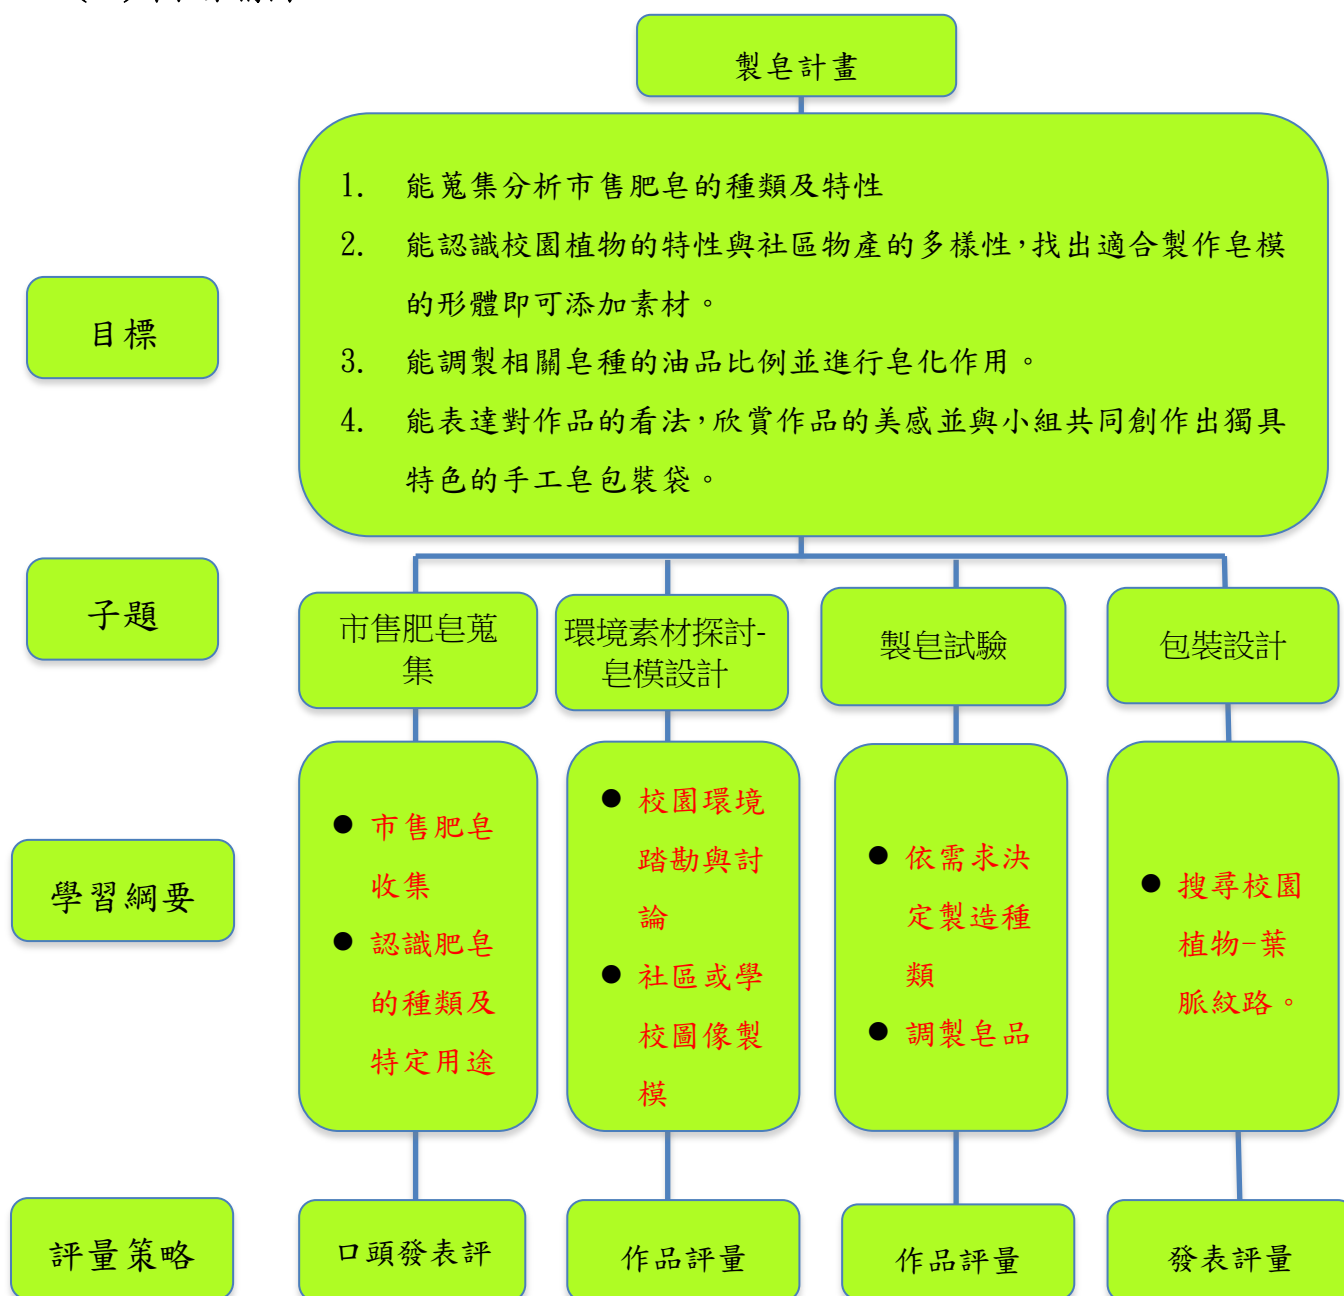 製皂計畫
1. 能蒐集分析市售肥皂的種類及特性
2. 能認識校園植物的特性與社區物產的多樣性,找出適合製作皂模
的形體即可添加素材。
3. 能調製相關皂種的油品比例並進行皂化作用。
4. 能表達對作品的看法,欣賞作品的美感並與小組共同創作出獨具
特色的手工皂包裝袋。
目標
子題
市售肥皂蒐
集
環境素材探討-
皂模設計
製皂試驗
包裝設計
學習綱要
● 市售肥皂
收集
● 認識肥皂
的種類及
特定用途
● 校園環境
踏勘與討
論
● 社區或學
校圖像製
模
● 依需求決
定製造種
類
● 調製皂品
● 搜尋校園
植物-葉
脈紋路。
評量策略
口頭發表評
作品評量
作品評量
發表評量